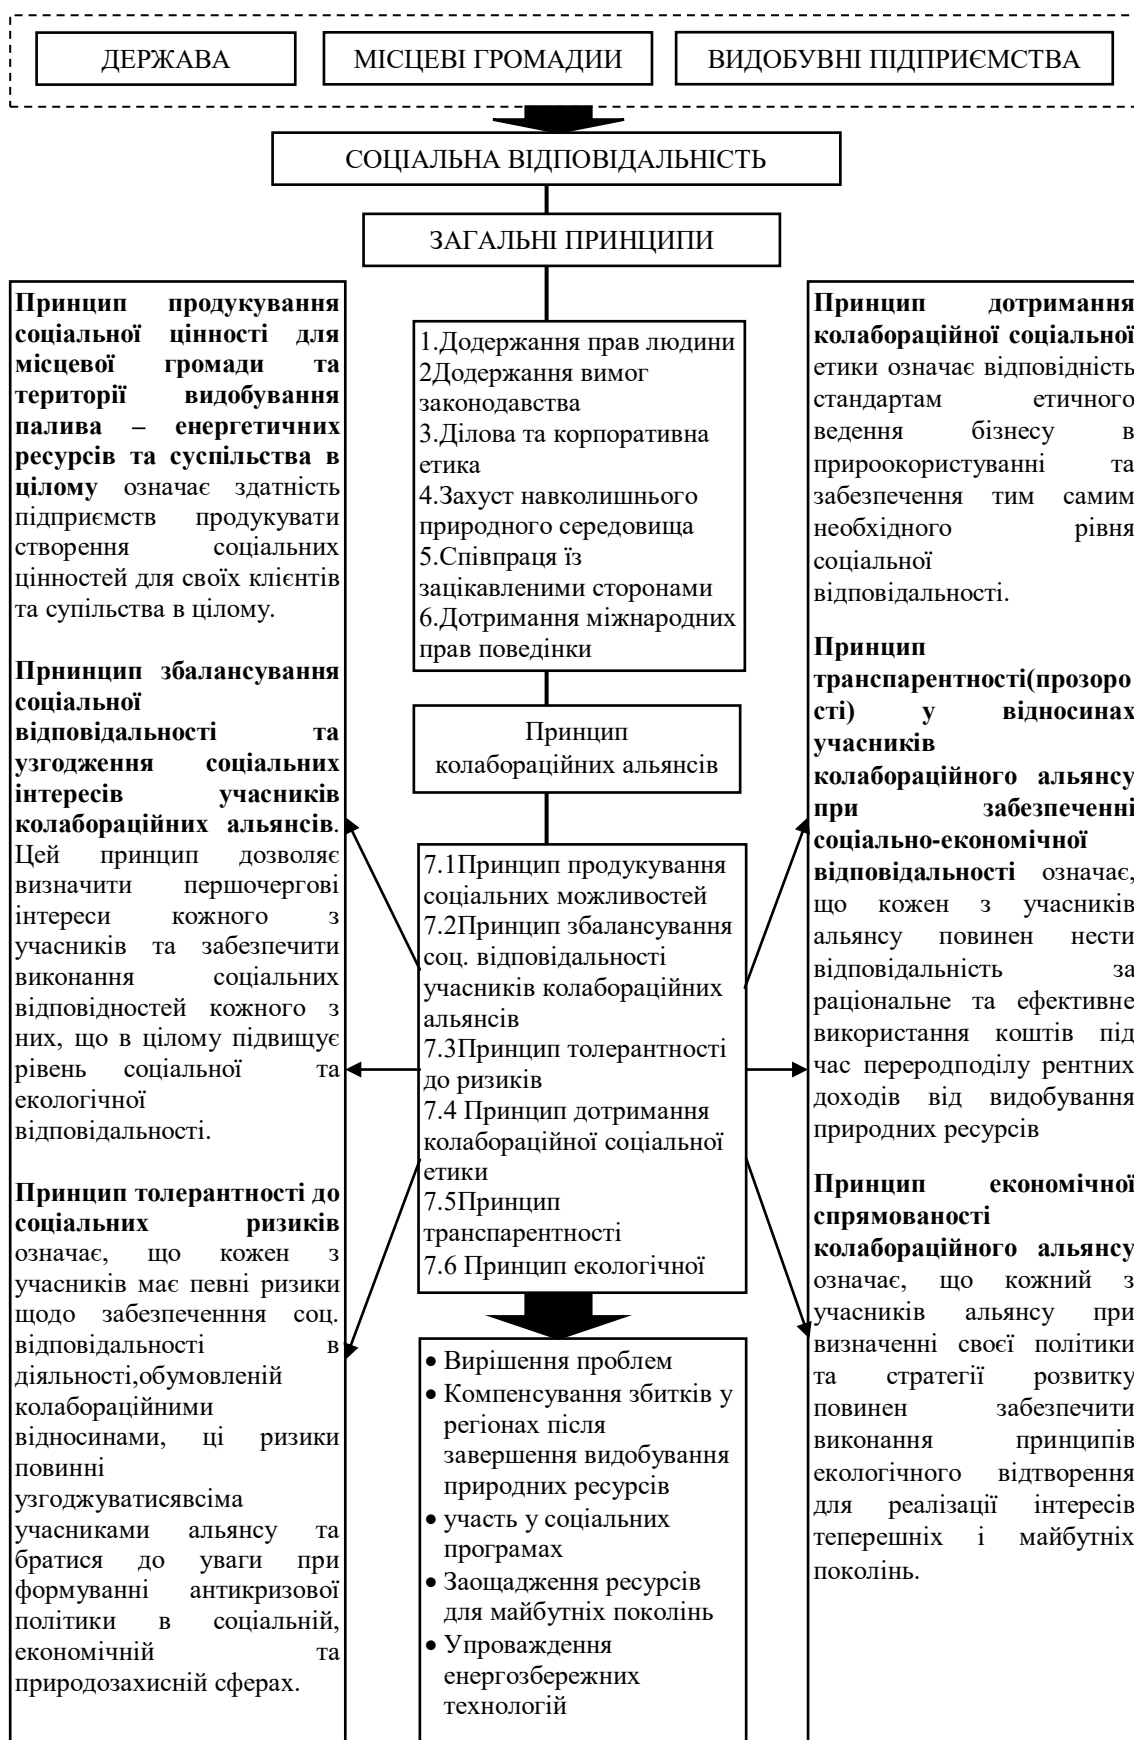 ДЕРЖАВА
МІСЦЕВІ ГРОМАДИИ
ВИДОБУВНІ ПІДПРИЄМСТВА
СОЦІАЛЬНА ВІДПОВІДАЛЬНІСТЬ
ЗАГАЛЬНІ ПРИНЦИПИ
Принцип продукування
соціальної цінності для
місцевої громади та
території видобування
палива – енергетичних
ресурсів та суспільства в
цілому означає здатність
підприємств продукувати
створення соціальних
цінностей для своїх клієнтів
та супільства в цілому.
Прнинцип збалансування
соціальної
відповідальності та
узгодження соціальних
інтересів учасників
колабораційних альянсів.
Цей принцип дозволяє
визначити першочергові
інтереси кожного з
учасників та забезпечити
виконання соціальних
відповідностей кожного з
них, що в цілому підвищує
рівень соціальної та
екологічної
відповідальності.
Принцип толерантності до
соціальних ризиків
означає, що кожен з
учасників має певні ризики
щодо забезпеченння соц.
відповідальності в
діяльності,обумовленій
колабораційними
відносинами, ці ризики
повинні
узгоджуватисявсіма
учасниками альянсу та
братися до уваги при
формуванні антикризової
політики в соціальній,
економічній та
природозахисній сферах.
1.Додержання прав людини
2Додержання вимог
законодавства
3.Ділова та корпоративна
етика
4.Захуст навколишнього
природного середовища
5.Співпраця їз
зацікавленими сторонами
6.Дотримання міжнародних
прав поведінки
Принцип
колабораційних альянсів
7.1Принцип продукування
соціальних можливостей
7.2Принцип збалансування
соц. відповідальності
учасників колабораційних
альянсів
7.3Принцип толерантності
до ризиків
7.4 Принцип дотримання
колабораційної соціальної
етики
7.5Принцип
транспарентності
7.6 Принцип екологічної
• Вирішення проблем
• Компенсування збитків у
регіонах після
завершення видобування
природних ресурсів
• участь у соціальних
програмах
• Заощадження ресурсів
для майбутніх поколінь
• Упроваждення
енергозбережних
технологій
Принцип дотримання
колабораційної соціальної
етики означає відповідність
стандартам етичного
ведення бізнесу в
прироокористуванні та
забезпечення тим самим
необхідного рівня
соціальної
відповідальності.
Принцип
транспарентності(прозоро
сті) у відносинах
учасників
колабораційного альянсу
при забезпеченні
соціально-економічної
відповідальності означає,
що кожен з учасників
альянсу повинен нести
відповідальність за
раціональне та ефективне
використання коштів під
час переродподілу рентних
доходів від видобування
природних ресурсів
Принцип економічної
спрямованості
колабораційного альянсу
означає, що кожний з
учасників альянсу при
визначенні своєї політики
та стратегії розвитку
повинен забезпечити
виконання принципів
екологічного відтворення
для реалізації інтересів
теперешніх і майбутніх
поколінь.